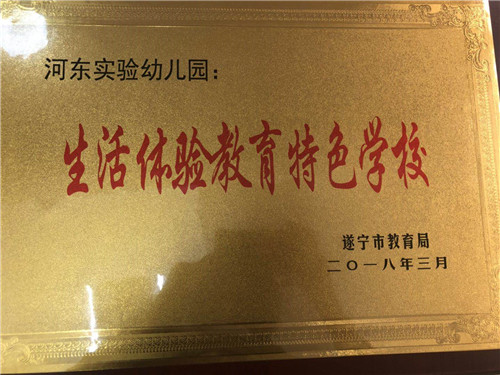 河东实验幼儿园：
生活体验教育特色学校
遂宁市教育局
二〇一八年三月